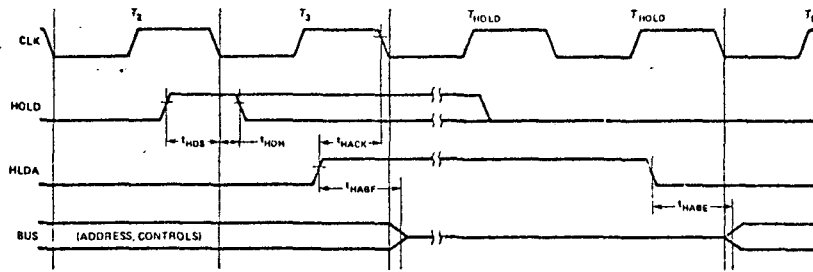 T2 T3 THOLD THOLD
CLK
HOLD
tHDS tHDH tHACK
HLDA
tHABF tHABE
BUS (ADDRESS, CONTROLS)